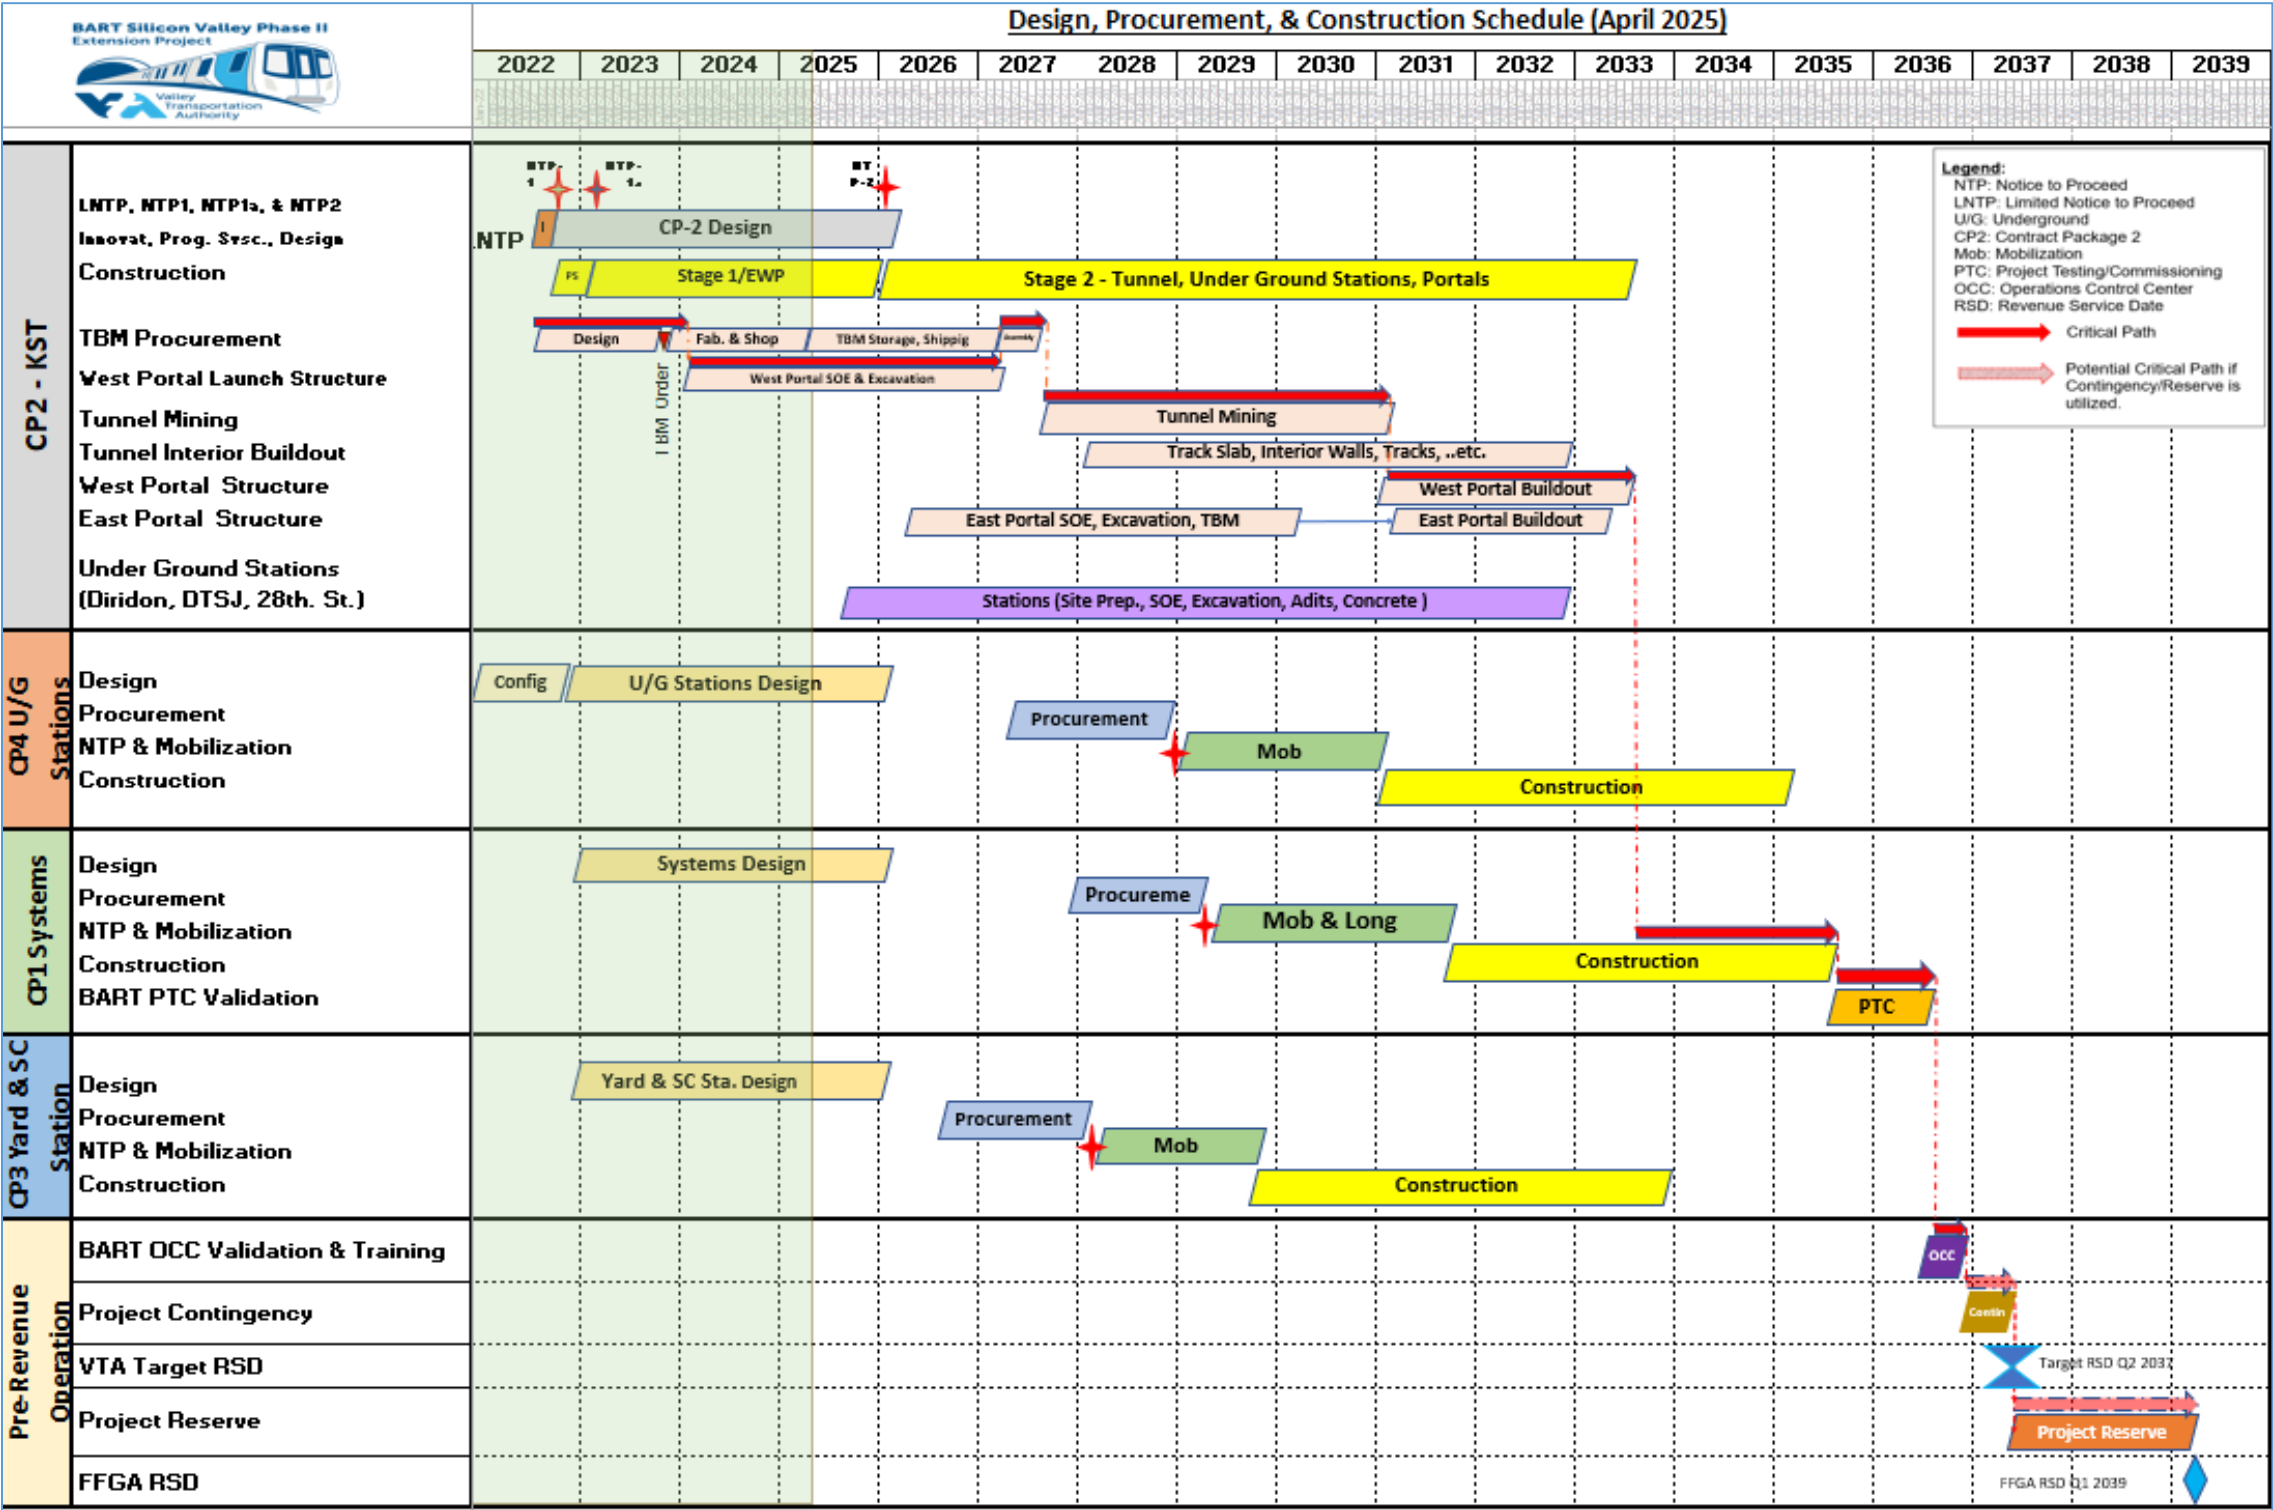 BART Silicon Valley Phase II
Extension Project
Valley
Transportation
Authority
Design, Procurement, & Construction Schedule (April 2025)
2022 2023 2024 2025 2026 2027 2028 2029 2030 2031 2032 2033 2034 2035 2036 2037 2038 2039
CP2 - KST
LNTP, NTP1, NTP1a, & NTP2
Innovat, Prog. Sysc., Design
Construction
TBM Procurement
West Portal Launch Structure
Tunnel Mining
Tunnel Interior Buildout
West Portal Structure
East Portal Structure
Under Ground Stations
(Diridon, DTSJ, 28th. St.)
NTP-
1
NTP-
1a
NT
P-2
LNTP
I
CP-2 Design
PS
Stage 1/EWP
Stage 2 - Tunnel, Under Ground Stations, Portals
Design
Fab. & Shop
TBM Storage, Shippig
Assembly
TBM Order
West Portal SOE & Excavation
Tunnel Mining
Track Slab, Interior Walls, Tracks, ..etc.
West Portal Buildout
East Portal SOE, Excavation, TBM
East Portal Buildout
Stations (Site Prep., SOE, Excavation, Adits, Concrete )
Legend:
NTP: Notice to Proceed
LNTP: Limited Notice to Proceed
U/G: Underground
CP2: Contract Package 2
Mob: Mobilization
PTC: Project Testing/Commissioning
OCC: Operations Control Center
RSD: Revenue Service Date
Critical Path
Potential Critical Path if
Contingency/Reserve is
utilized.
CP4 U/G
Stations
Design
Procurement
NTP & Mobilization
Construction
Config
U/G Stations Design
Procurement
Mob
Construction
CP1 Systems
Design
Procurement
NTP & Mobilization
Construction
BART PTC Validation
Systems Design
Procureme
Mob & Long
Construction
PTC
CP3 Yard & SC
Station
Design
Procurement
NTP & Mobilization
Construction
Yard & SC Sta. Design
Procurement
Mob
Construction
Pre-Revenue
Operation
BART OCC Validation & Training
OCC
Project Contingency
Contin
VTA Target RSD
Target RSD Q2 2037
Project Reserve
Project Reserve
FFGA RSD
FFGA RSD Q1 2039